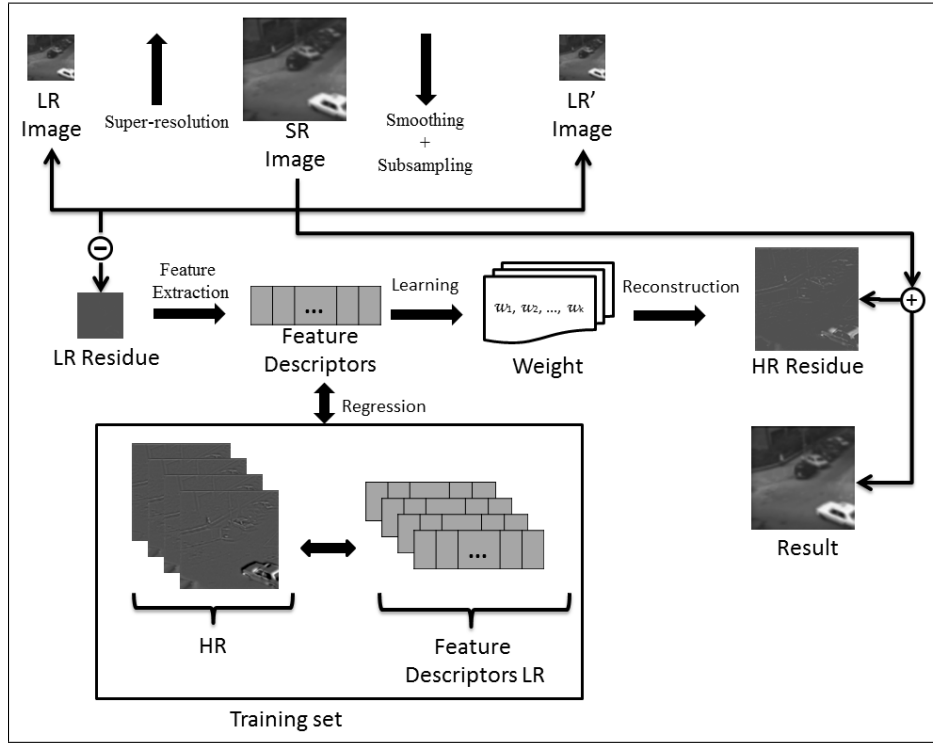 LR
Image
Super-resolution
SR
Image
Smoothing
+
Subsampling
LR’
Image
−
Feature
Extraction
LR Residue
...
Feature
Descriptors
Learning
w₁, w₂, ..., wₖ
Weight
Reconstruction
HR Residue
+
Regression
Result
...
HR
Feature
Descriptors LR
Training set